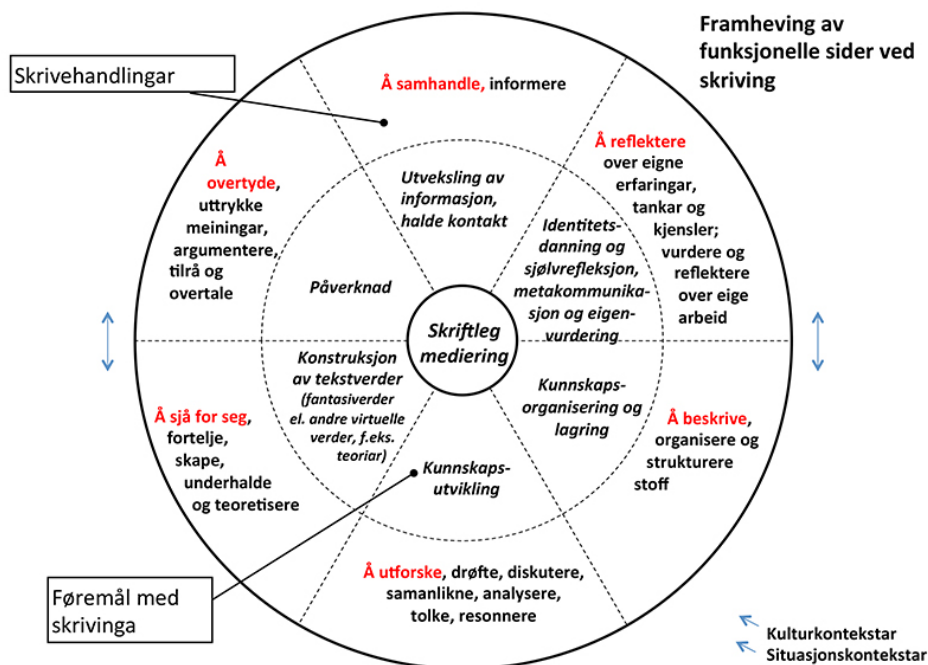 Framheving av
funksjonelle sider ved
skriving
Skrivehandlingar
Å samhandle, informere
Å reflektere
over eigne
erfaringar,
tankar og
kjensler;
vurdere og
reflektere
over eige
arbeid
Å
overtyde,
uttrykke
meiningar,
argumentere,
tilrå og
overtale
Utveksling av
informasjon,
halde kontakt
Identitets-
danning og
sjølvrefleksjon,
metakommunika-
sjon og eigen-
vurdering
Påverknad
Skriftleg
mediering
Konstruksjon
av tekstverder
(fantasiverder
el. andre virtuelle
verder, f.eks.
teoriar)
Kunnskaps-
organisering og
lagring
Å sjå for seg,
fortelje,
skape,
underhalde
og teoretisere
Å beskrive,
organisere og
strukturere
stoff
Kunnskaps-
utvikling
Å utforske, drøfte, diskutere,
samanlikne, analysere,
tolke, resonnere
Føremål med
skrivinga
Kulturkontekstar
Situasjonskontekstar